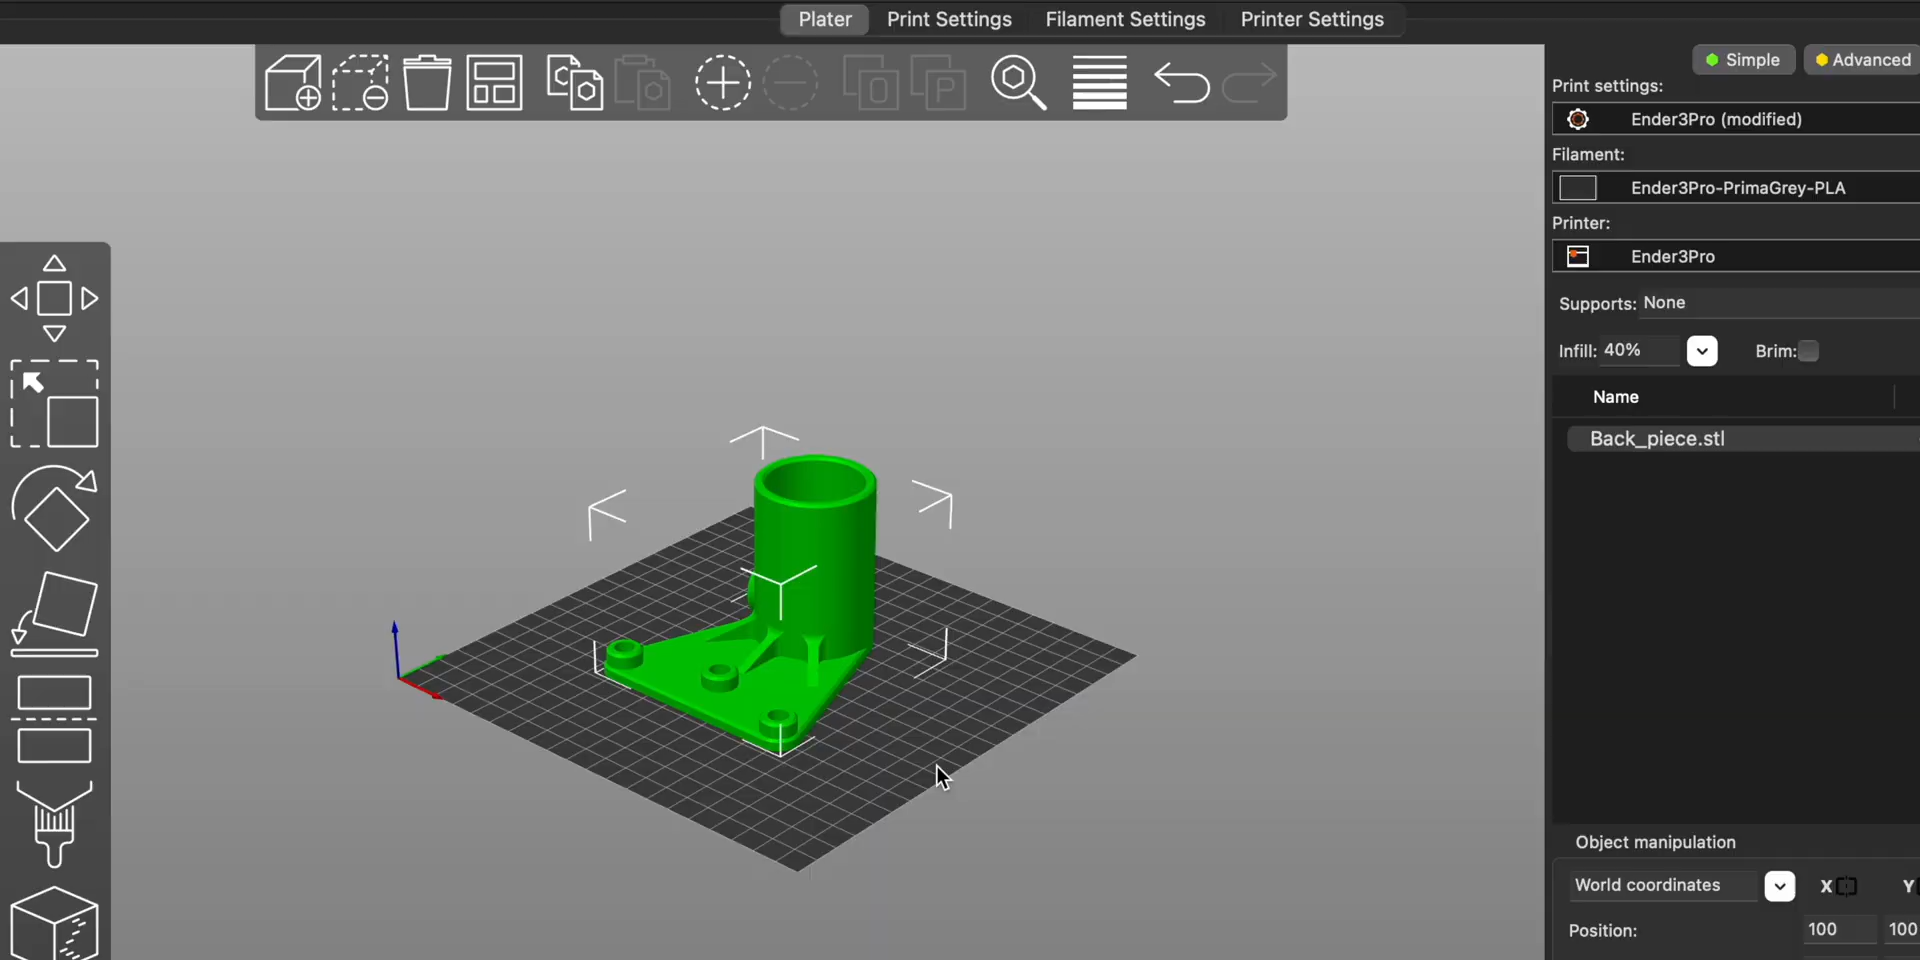 Plater Print Settings Filament Settings Printer Settings
Simple Advanced
Print settings:
Ender3Pro (modified)
Filament:
Ender3Pro-PrimaGrey-PLA
Printer:
Ender3Pro
Supports: None
Infill: 40% Brim:
Name
Back_piece.stl
Object manipulation
World coordinates X Y
Position: 100 100